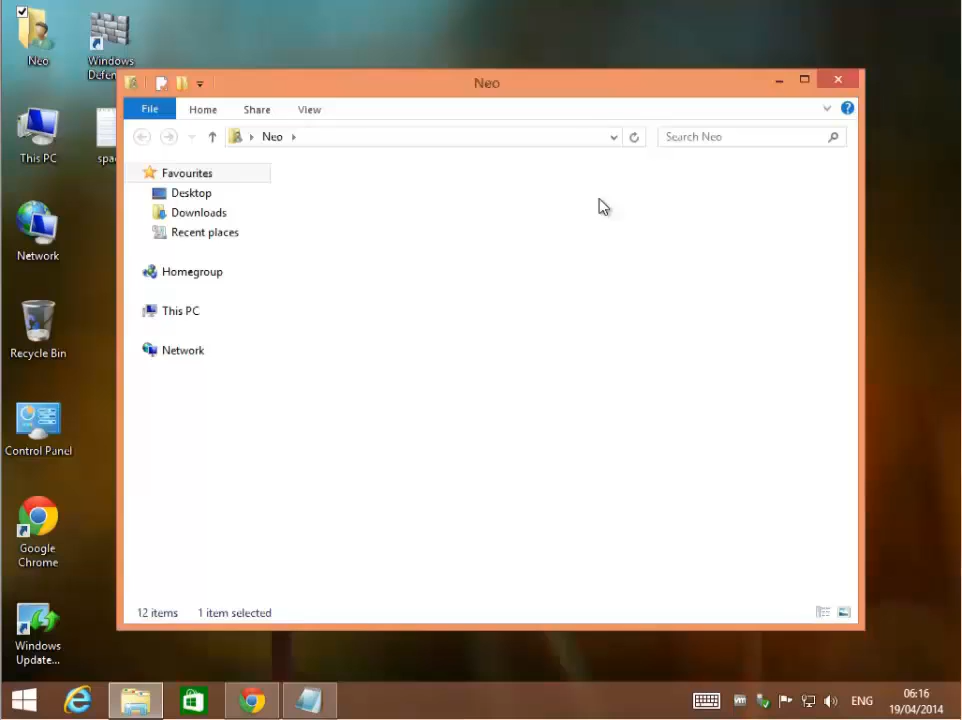 Neo
Windows
Defen
This PC
spa
Network
Recycle Bin
Control Panel
Google
Chrome
Windows
Update...
Neo
File
Home
Share
View
Neo
Search Neo
Favourites
Desktop
Downloads
Recent places
Homegroup
This PC
Network
12 items
1 item selected
ENG
06:16
19/04/2014